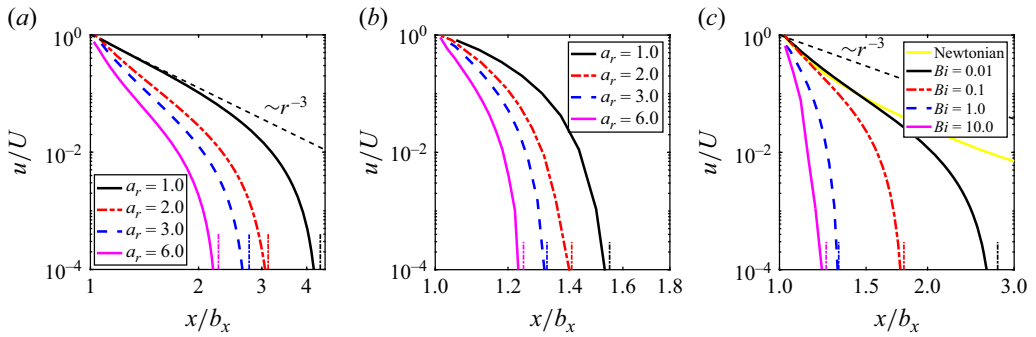 (a)
10^0
10^-2
10^-4
u/U
~r^-3
a_r = 1.0
a_r = 2.0
a_r = 3.0
a_r = 6.0
1 2 3 4
x/b_x
(b)
10^0
10^-2
10^-4
u/U
a_r = 1.0
a_r = 2.0
a_r = 3.0
a_r = 6.0
1.0 1.2 1.4 1.6 1.8
x/b_x
(c)
10^0
10^-2
10^-4
u/U
~r^-3
Newtonian
Bi = 0.01
Bi = 0.1
Bi = 1.0
Bi = 10.0
1.0 1.5 2.0 3.0
x/b_x